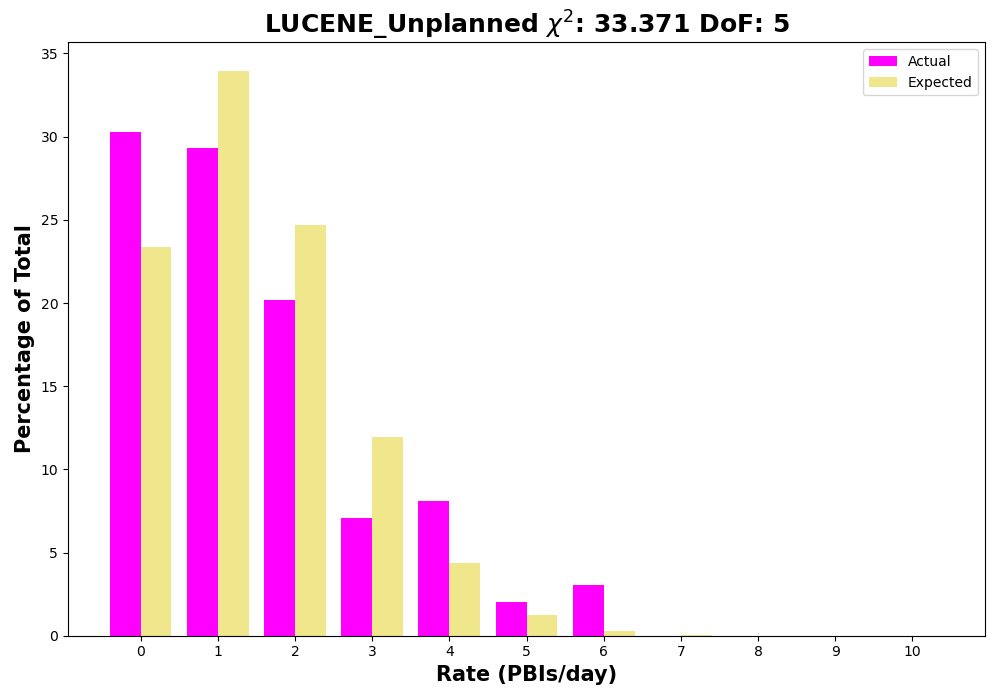 LUCENE_Unplanned χ²: 33.371 DoF: 5
Actual
Expected
Percentage of Total
35
30
25
20
15
10
5
0
0 1 2 3 4 5 6 7 8 9 10
Rate (PBIs/day)